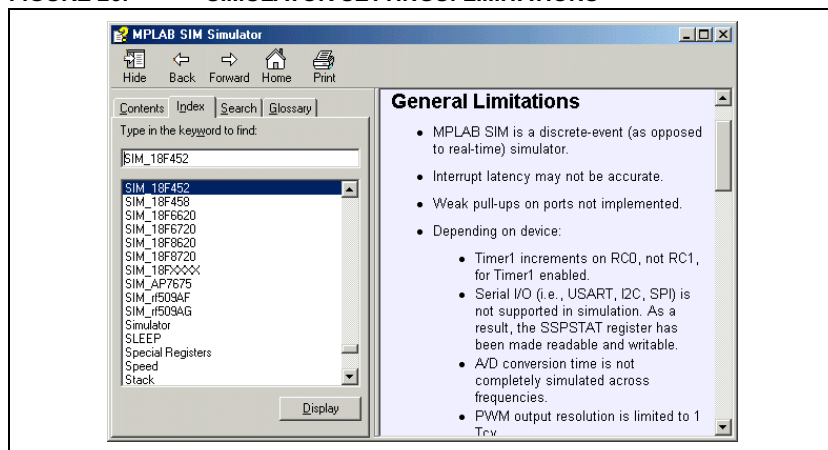 MPLAB SIM Simulator
Hide Back Forward Home Print
Contents Index Search Glossary
Type in the keyword to find:
SIM_18F452
SIM_18F452
SIM_18F458
SIM_18F6620
SIM_18F6720
SIM_18F8620
SIM_18F8720
SIM_18FXXXX
SIM_AP7675
SIM_rf509AF
SIM_rf509AG
Simulator
SLEEP
Special Registers
Speed
Stack
Display
General Limitations
• MPLAB SIM is a discrete-event (as opposed
to real-time) simulator.
• Interrupt latency may not be accurate.
• Weak pull-ups on ports not implemented.
• Depending on device:
• Timer1 increments on RC0, not RC1,
for Timer1 enabled.
• Serial I/O (i.e., USART, I2C, SPI) is
not supported in simulation. As a
result, the SSPSTAT register has
been made readable and writable.
• A/D conversion time is not
completely simulated across
frequencies.
• PWM output resolution is limited to 1
Tcy